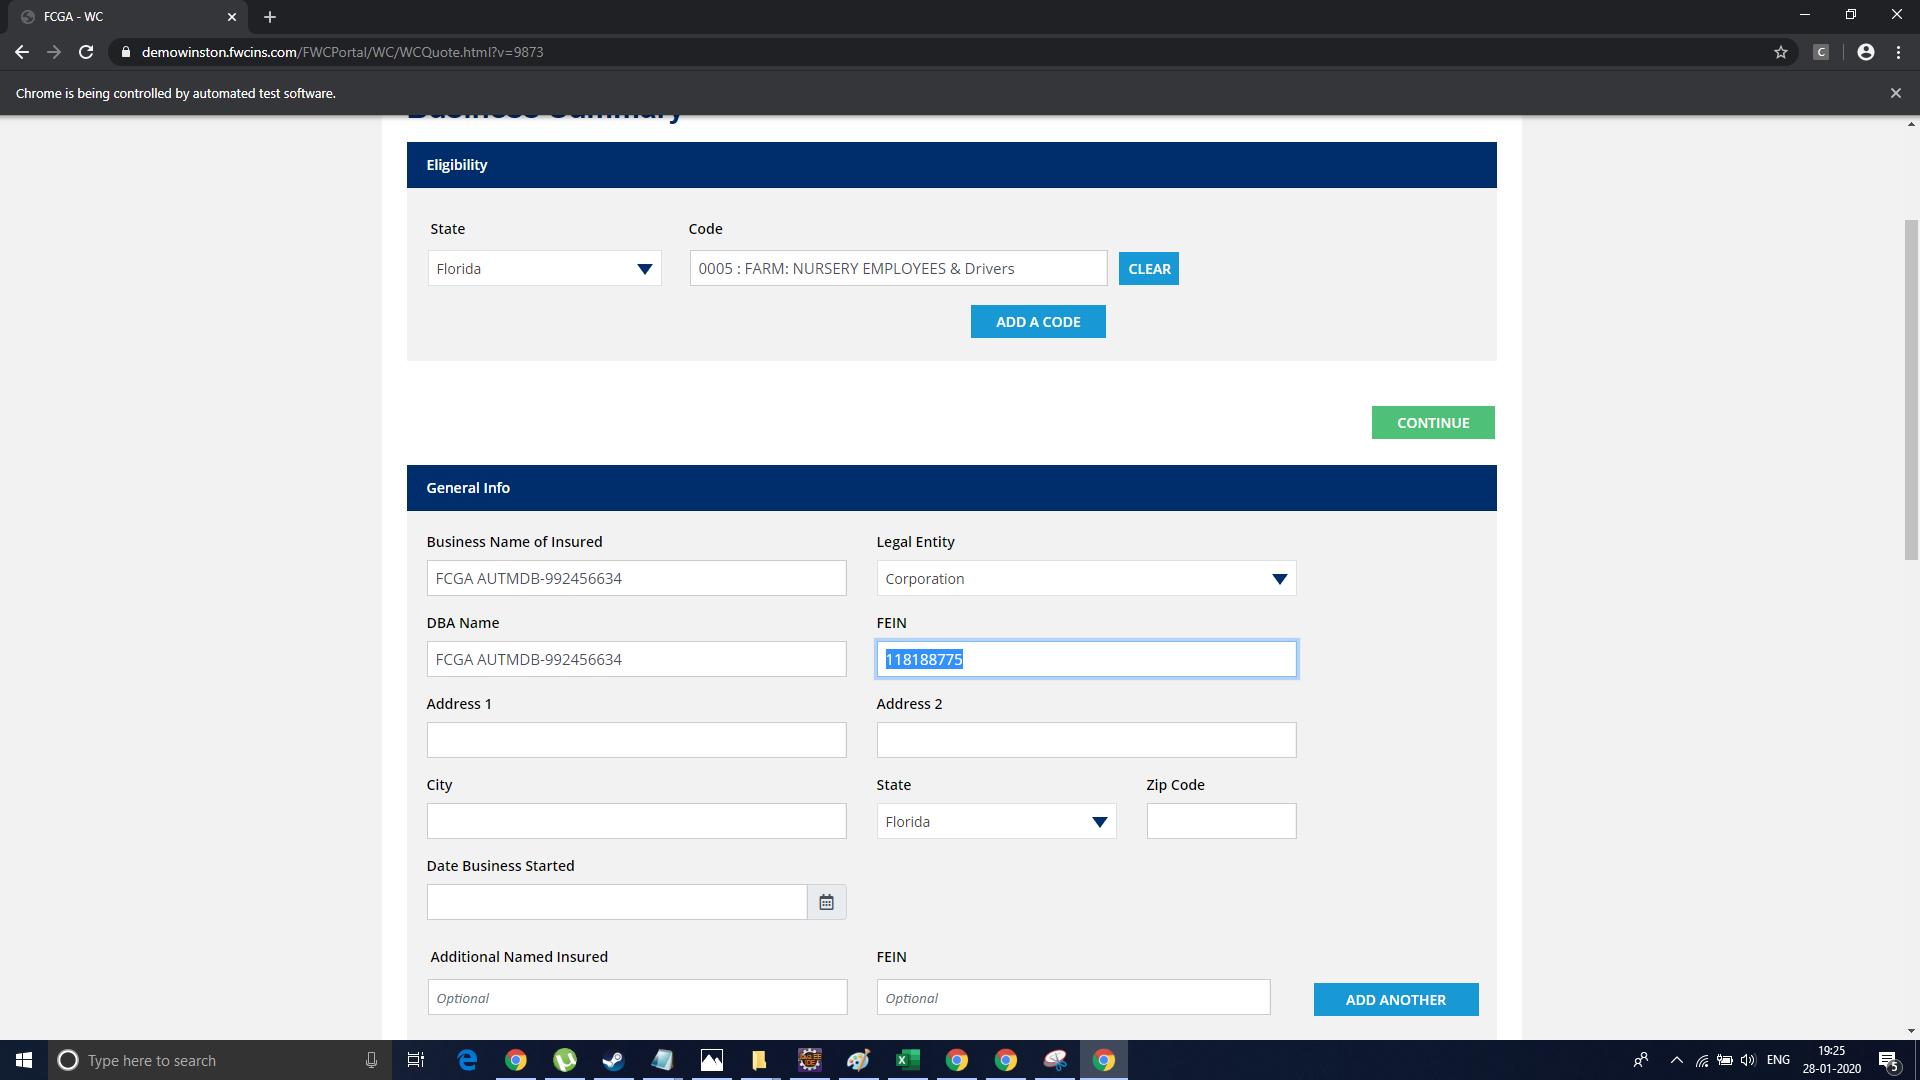 FCGA - WC
demowinston.fwcins.com/FWCPortal/WC/WCQuote.html?v=9873
C
Chrome is being controlled by automated test software.
Business Summary
Eligibility
State Code
Florida 0005 : FARM: NURSERY EMPLOYEES & Drivers CLEAR
ADD A CODE
CONTINUE
General Info
Business Name of Insured Legal Entity
FCGA AUTMDB-992456634 Corporation
DBA Name FEIN
FCGA AUTMDB-992456634 118188775
Address 1 Address 2
City State Zip Code
Florida
Date Business Started
Additional Named Insured FEIN
Optional Optional ADD ANOTHER
Type here to search ENG 19:25
28-01-2020 5